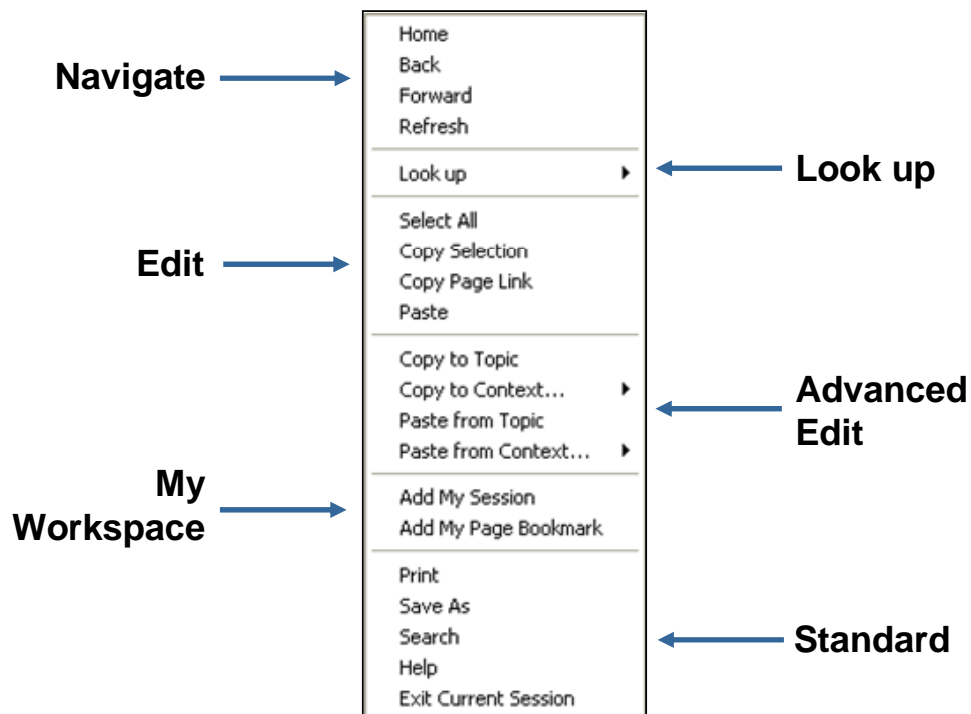 Navigate
Home
Back
Forward
Refresh
Look up
Look up
Edit
Select All
Copy Selection
Copy Page Link
Paste
Copy to Topic
Copy to Context...
Paste from Topic
Paste from Context...
Advanced
Edit
My
Workspace
Add My Session
Add My Page Bookmark
Print
Save As
Search
Help
Exit Current Session
Standard